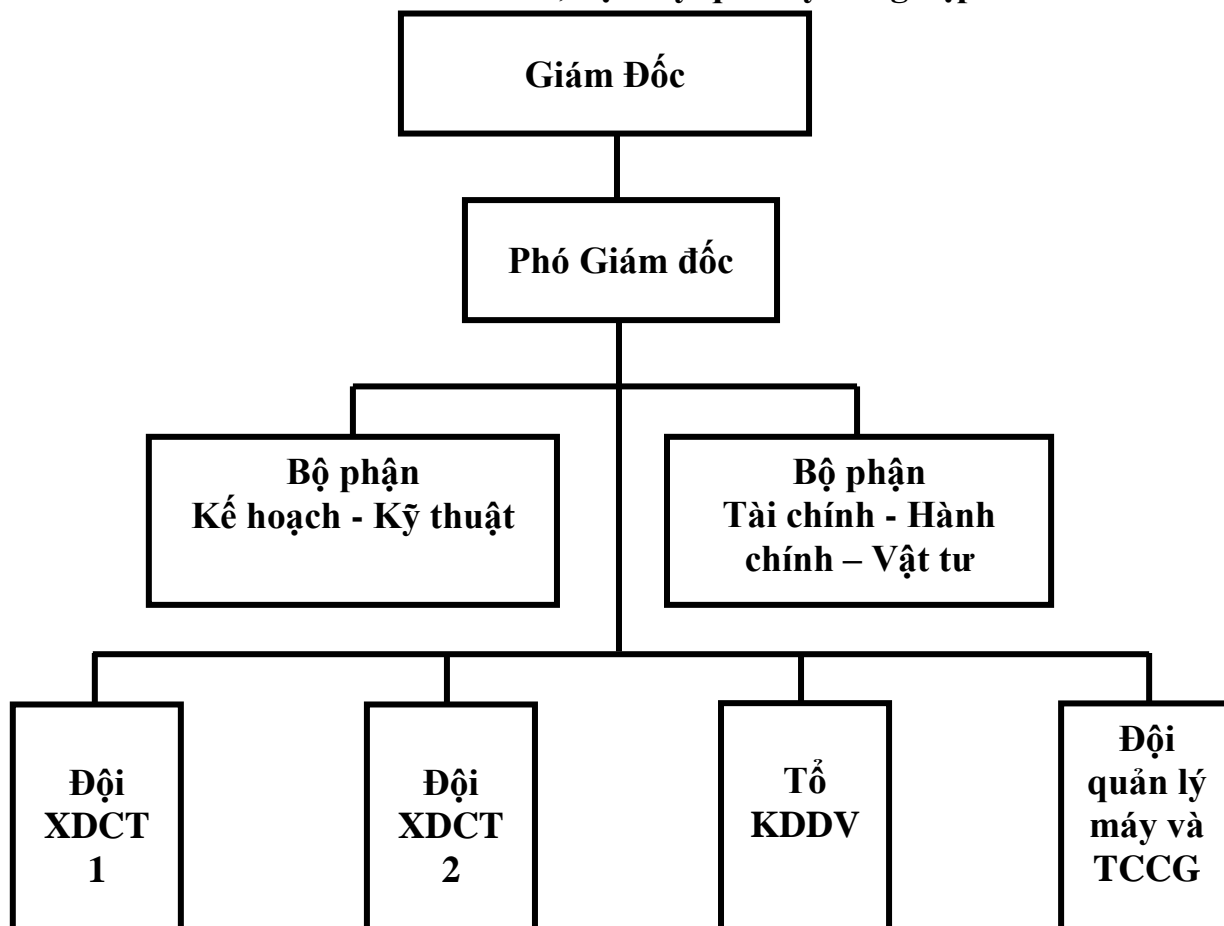 Giám Đốc
Phó Giám đốc
Bộ phận
Kế hoạch - Kỹ thuật
Bộ phận
Tài chính - Hành
chính – Vật tư
Đội
XDCT
1
Đội
XDCT
2
Tổ
KDDV
Đội
quản lý
máy và
TCCG